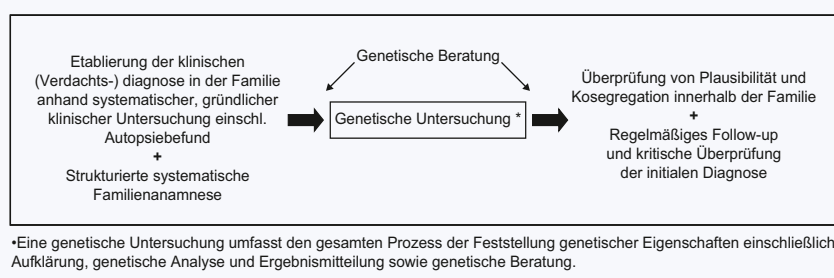 Etablierung der klinischen
(Verdachts-) diagnose in der Familie
anhand systematischer, gründlicher
klinischer Untersuchung einschl.
Autopsiebefund
+
Strukturierte systematische
Familienanamnese
Genetische Beratung
Genetische Untersuchung *
Überprüfung von Plausibilität und
Kosegregation innerhalb der Familie
+
Regelmäßiges Follow-up
und kritische Überprüfung
der initialen Diagnose
•Eine genetische Untersuchung umfasst den gesamten Prozess der Feststellung genetischer Eigenschaften einschließlich
Aufklärung, genetische Analyse und Ergebnismitteilung sowie genetische Beratung.